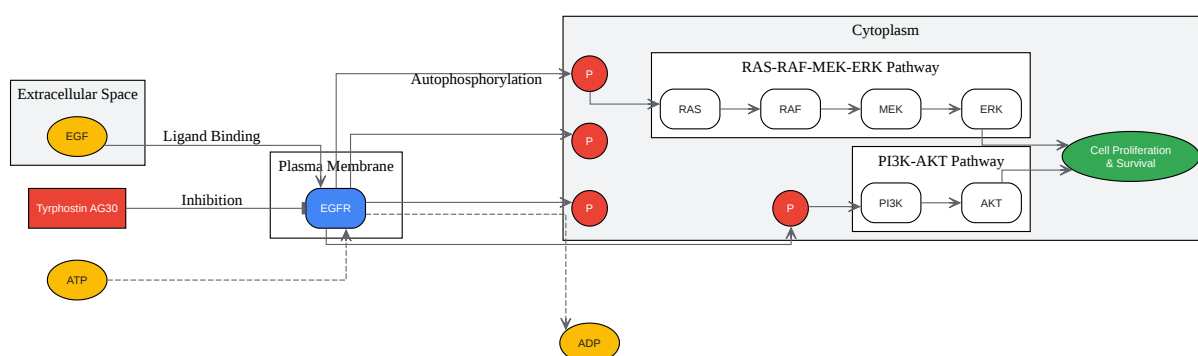 Cytoplasm
RAS-RAF-MEK-ERK Pathway
P
Autophosphorylation
Extracellular Space
RAS
RAF
MEK
ERK
EGF
Ligand Binding
P
Cell Proliferation
& Survival
Plasma Membrane
PI3K-AKT Pathway
Tyrphostin AG30
Inhibition
EGFR
P
P
PI3K
AKT
ATP
ADP